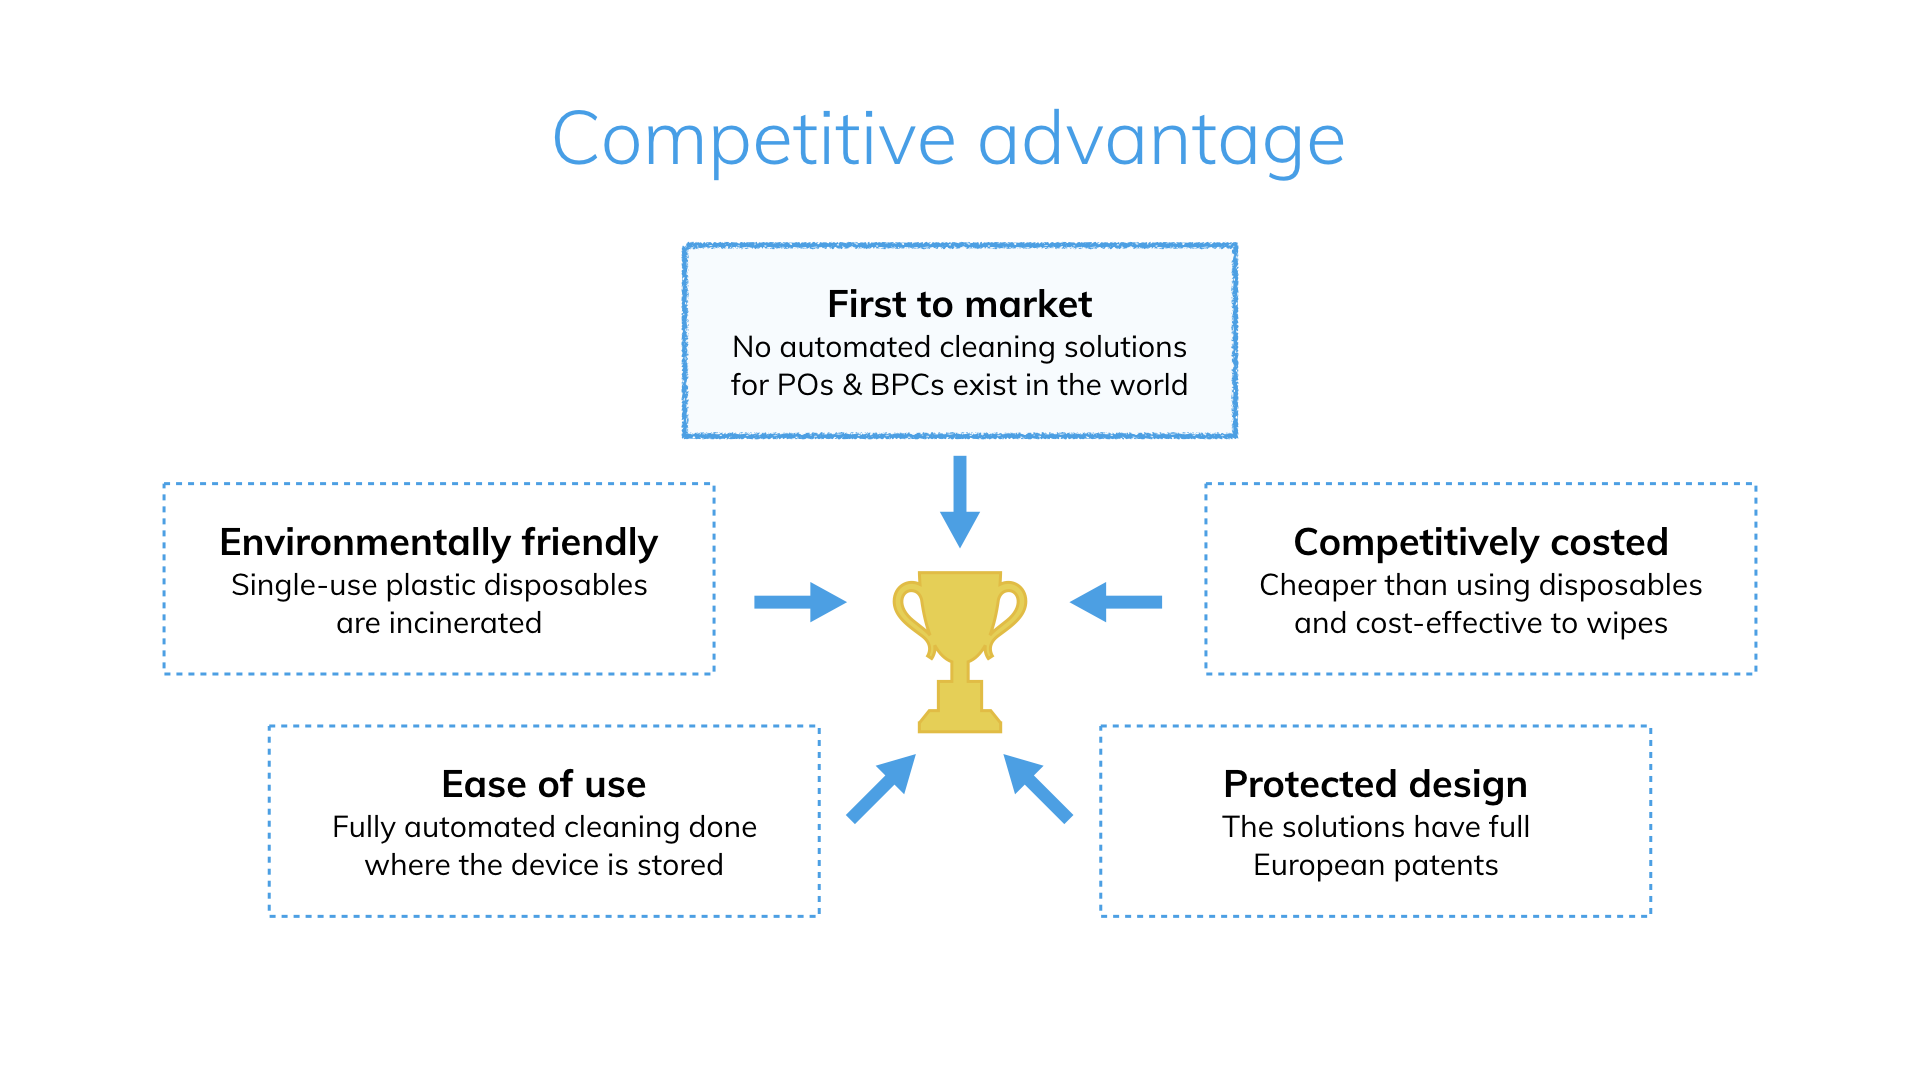 Competitive advantage
First to market
No automated cleaning solutions
for POs & BPCs exist in the world
Environmentally friendly
Single-use plastic disposables
are incinerated
Competitively costed
Cheaper than using disposables
and cost-effective to wipes
Ease of use
Fully automated cleaning done
where the device is stored
Protected design
The solutions have full
European patents